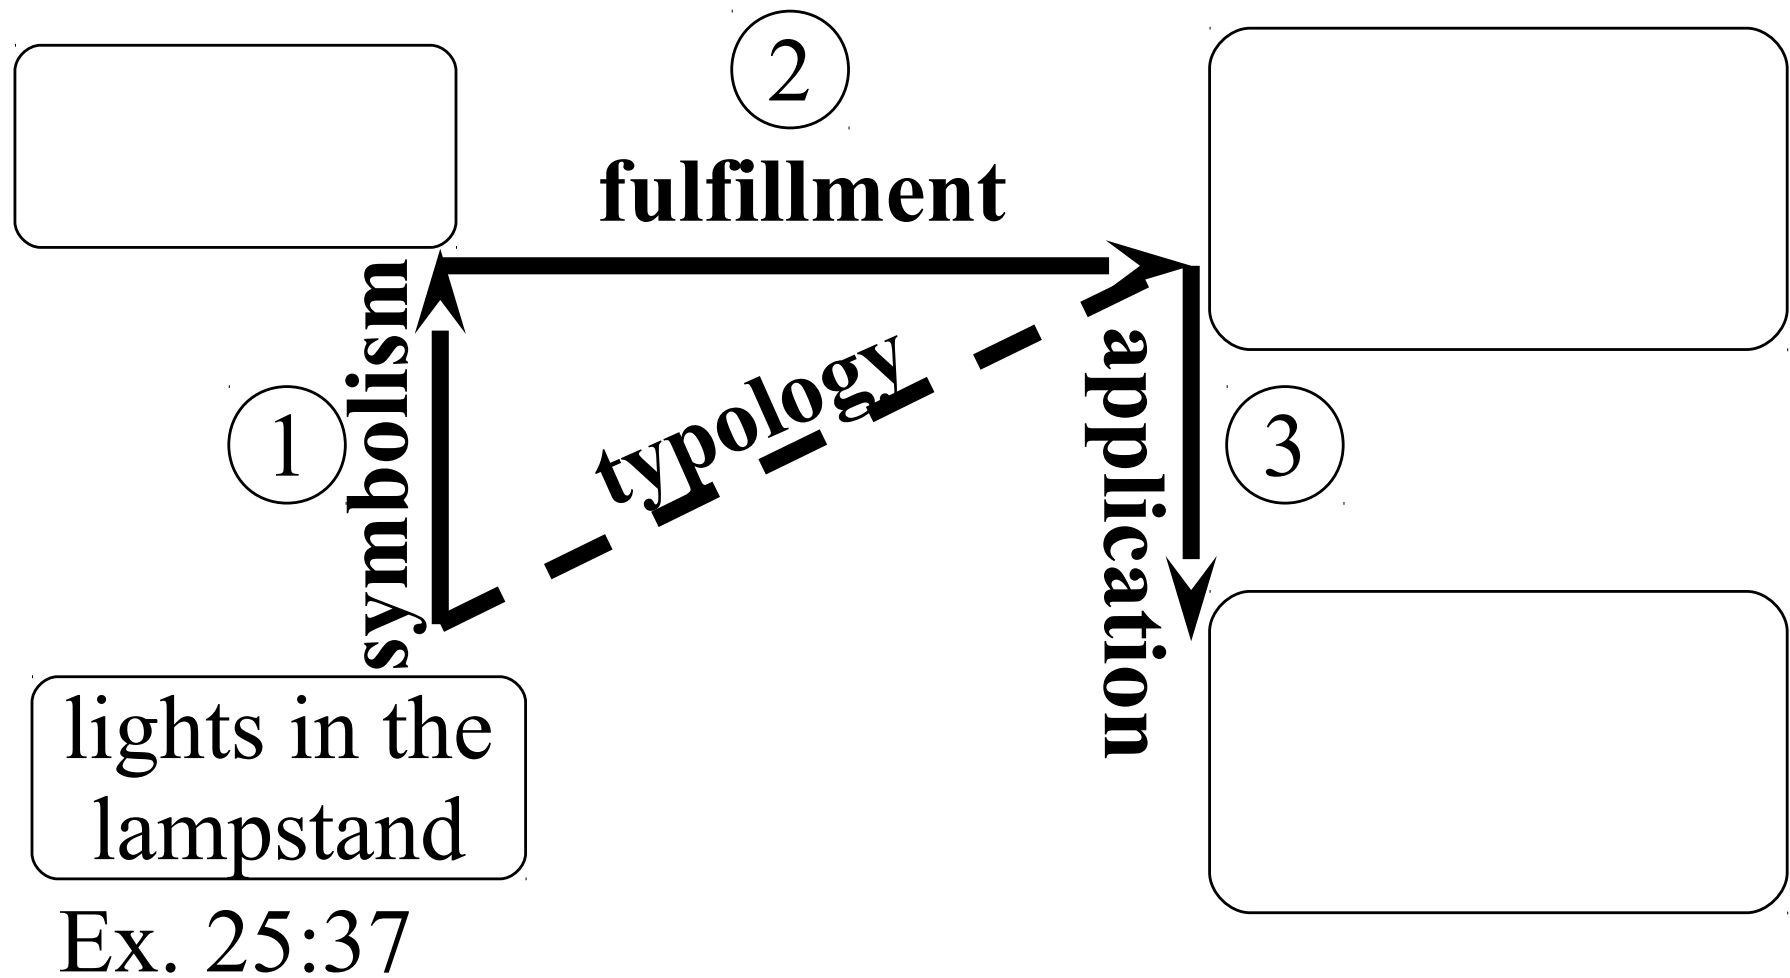 2
fulfillment
symbolism
1
typology
application
3
lights in the
lampstand
Ex. 25:37